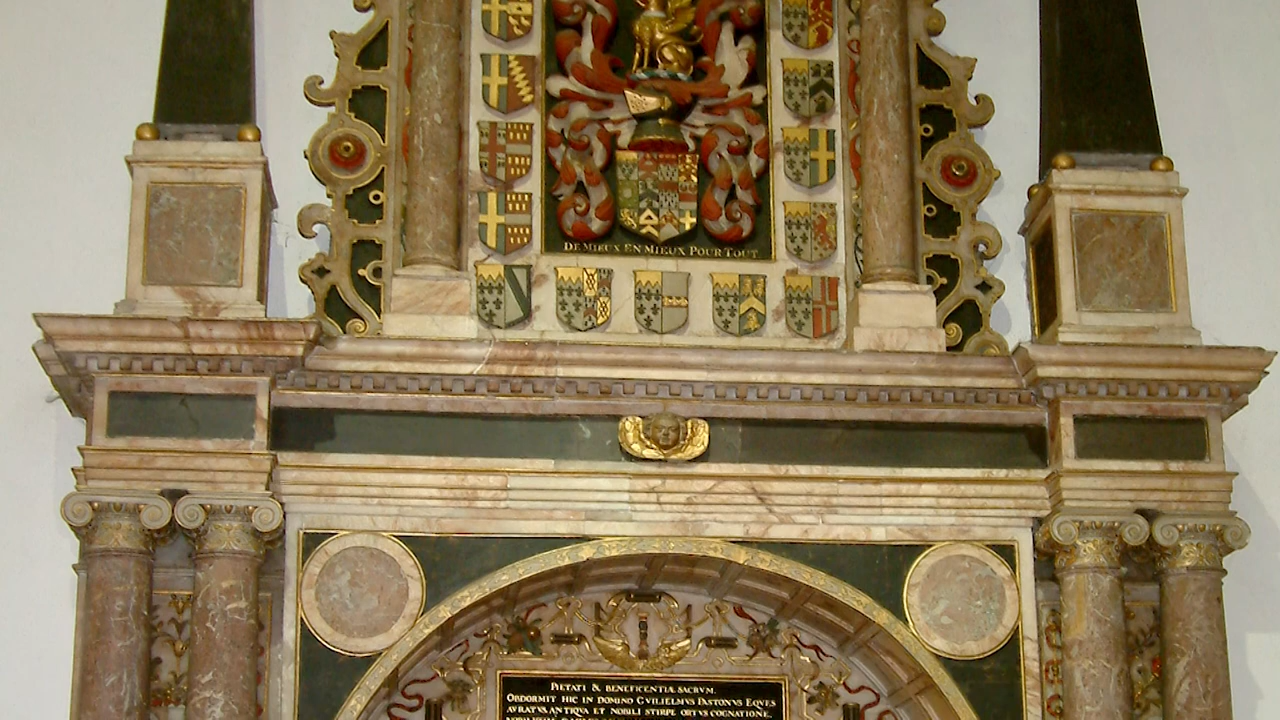 DE MIEUX EN MIEUX POUR TOUT
PIETATI & BENEFICENTIÆ SACRVM.
OBDORMIT HIC IN DOMINO GVILIELMVS PASTONVS EQVES
AVRATVS, ANTIQVA ET NOBILI STIRPE ORTVS COGNATIONE,